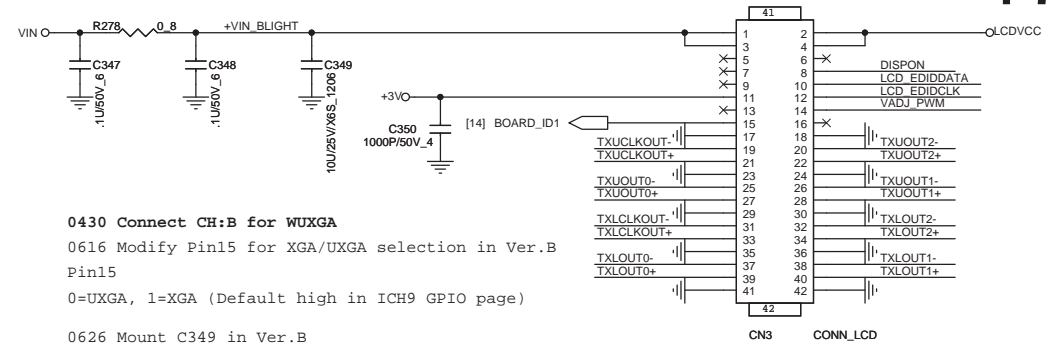 41
VIN R278 0_8 +VIN_BLIGHT 1 2 LCDVCC
3 4
C347 C348 C349 5 6
.1U/50V_6 .1U/50V_6 10U/25V/X6S_1206
7 8 DISPON
9 10 LCD_EDIDDATA
+3V 11 12 LCD_EDIDCLK
13 14 VADJ_PWM
C350 [14] BOARD_ID1 15 16
1000P/50V_4 17 18
TXUCLKOUT- 19 20 TXUOUT2-
TXUCLKOUT+ 21 22 TXUOUT2+
23 24
TXUOUT0- 25 26 TXUOUT1-
TXUOUT0+ 27 28 TXUOUT1+
29 30
TXLCLKOUT- 31 32 TXLOUT2-
TXLCLKOUT+ 33 34 TXLOUT2+
35 36
TXLOUT0- 37 38 TXLOUT1-
TXLOUT0+ 39 40 TXLOUT1+
41 42
42
CN3 CONN_LCD
0430 Connect CH:B for WUXGA
0616 Modify Pin15 for XGA/UXGA selection in Ver.B
Pin15
0=UXGA, 1=XGA (Default high in ICH9 GPIO page)
0626 Mount C349 in Ver.B